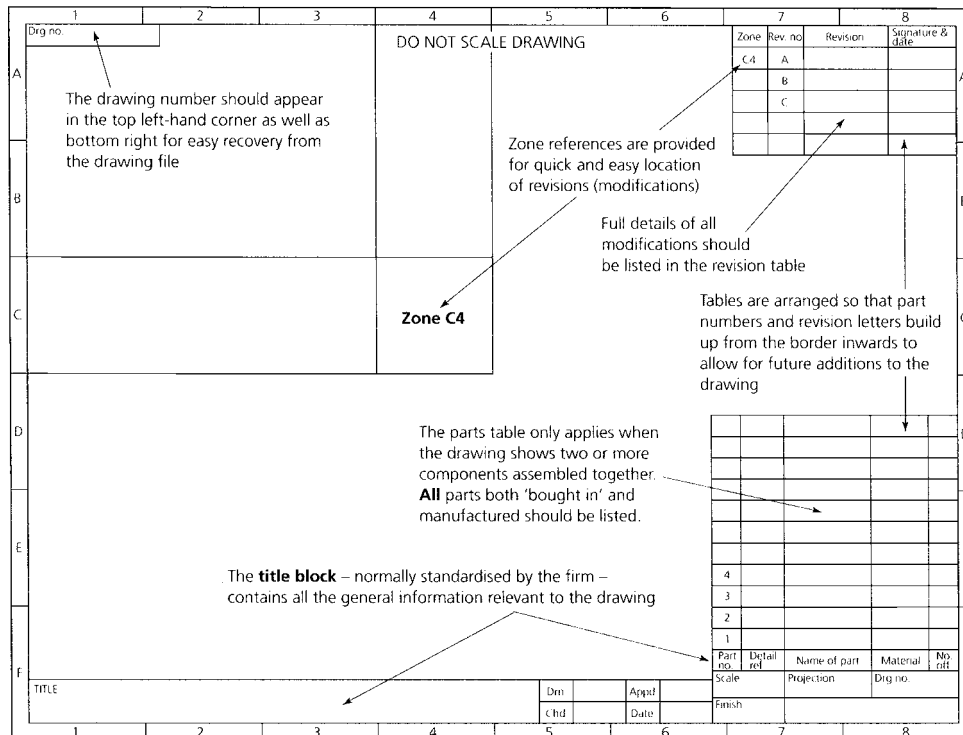 1 2 3 4 5 6 7 8
Drg no.
DO NOT SCALE DRAWING
Zone Rev. no Revision Signature & date
C4 A
B
C
A
The drawing number should appear
in the top left-hand corner as well as
bottom right for easy recovery from
the drawing file
Zone references are provided
for quick and easy location
of revisions (modifications)
B
Full details of all
modifications should
be listed in the revision table
C
Zone C4
Tables are arranged so that part
numbers and revision letters build
up from the border inwards to
allow for future additions to the
drawing
D
The parts table only applies when
the drawing shows two or more
components assembled together.
All parts both ‘bought in’ and
manufactured should be listed.
E
The title block – normally standardised by the firm –
contains all the general information relevant to the drawing
4
3
2
1
Part no. Detail ref Name of part Material No. off
F
TITLE
Drn Appd
Chd Date
Scale Projection Drg no.
Finish
1 2 3 4 5 6 7 8